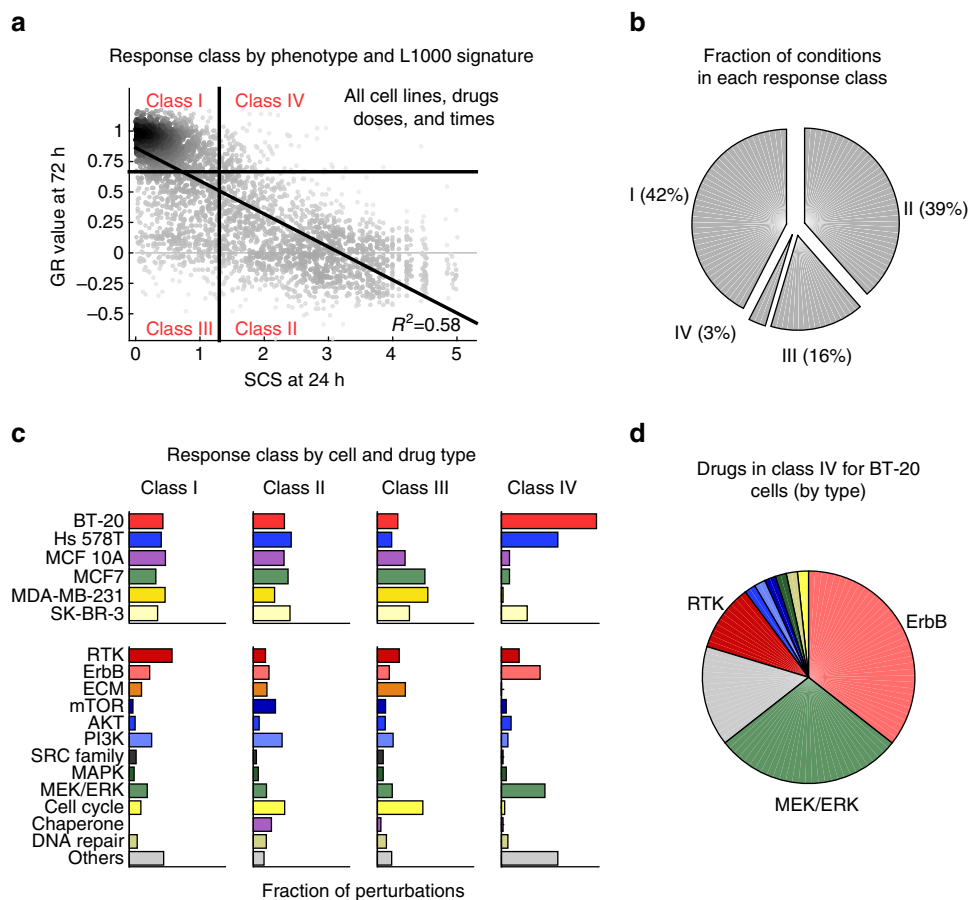 a
Response class by phenotype and L1000 signature
Class I
Class IV
All cell lines, drugs
doses, and times
1
0.75
0.5
0.25
0
−0.25
−0.5
GR value at 72 h
Class III
Class II
R²=0.58
0 1 2 3 4 5
SCS at 24 h
b
Fraction of conditions
in each response class
I (42%)
II (39%)
IV (3%)
III (16%)
c
Response class by cell and drug type
Class I Class II Class III Class IV
BT-20
Hs 578T
MCF 10A
MCF7
MDA-MB-231
SK-BR-3
RTK
ErbB
ECM
mTOR
AKT
PI3K
SRC family
MAPK
MEK/ERK
Cell cycle
Chaperone
DNA repair
Others
Fraction of perturbations
d
Drugs in class IV for BT-20
cells (by type)
RTK
ErbB
MEK/ERK